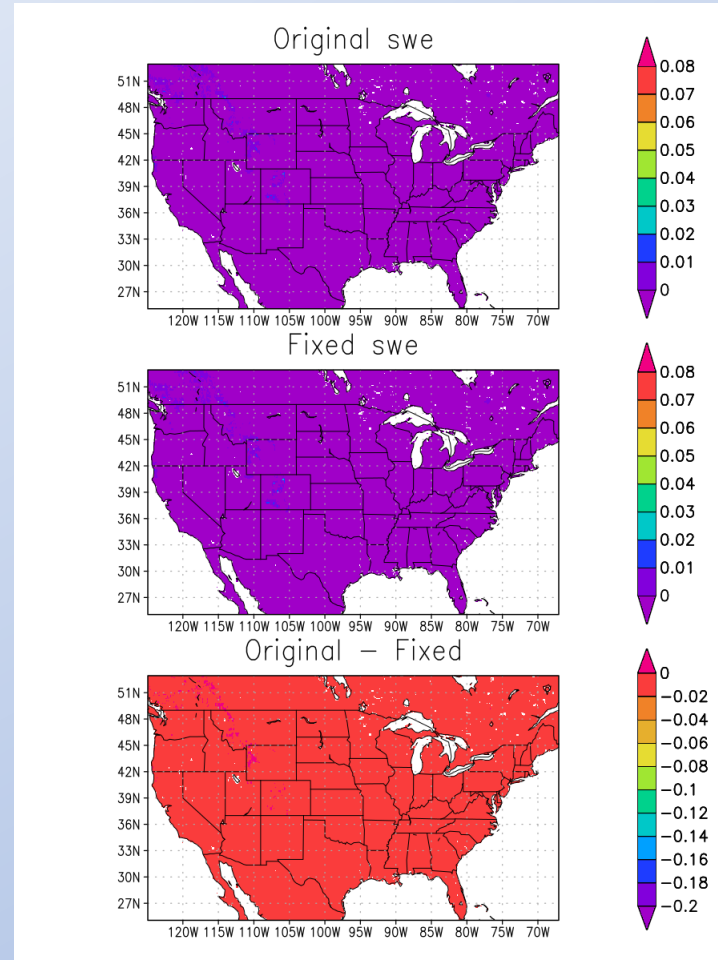 Original swe
51N
48N
45N
42N
39N
36N
33N
30N
27N
120W 115W 110W 105W 100W 95W 90W 85W 80W 75W 70W
0.08
0.07
0.06
0.05
0.04
0.03
0.02
0.01
0
Fixed swe
51N
48N
45N
42N
39N
36N
33N
30N
27N
120W 115W 110W 105W 100W 95W 90W 85W 80W 75W 70W
0.08
0.07
0.06
0.05
0.04
0.03
0.02
0.01
0
Original – Fixed
51N
48N
45N
42N
39N
36N
33N
30N
27N
120W 115W 110W 105W 100W 95W 90W 85W 80W 75W 70W
0
−0.02
−0.04
−0.06
−0.08
−0.1
−0.12
−0.14
−0.16
−0.18
−0.2